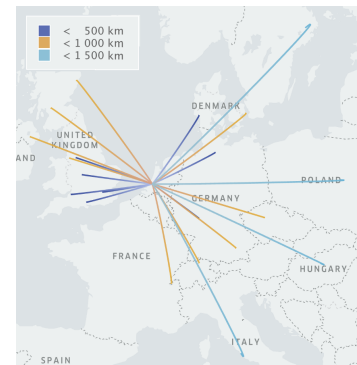 < 500 km
< 1 000 km
< 1 500 km
DENMARK
UNITED
KINGDOM
AND
POLAND
GERMANY
FRANCE
HUNGARY
ITALY
SPAIN